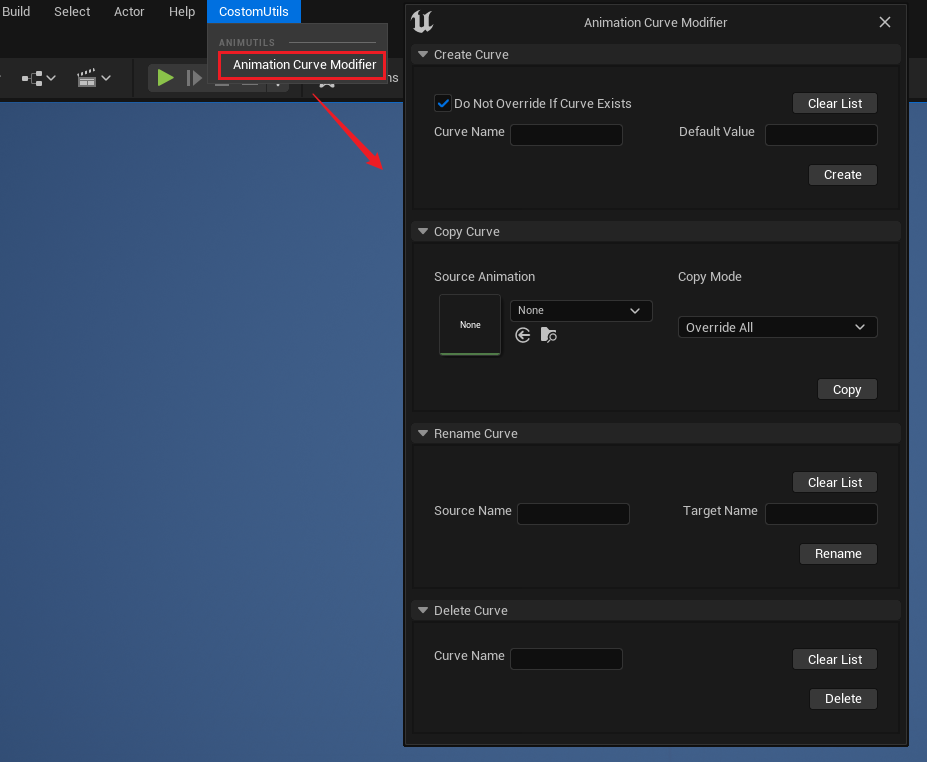 Build Select Actor Help CostomUtils
ANIMUTILS
Animation Curve Modifier
ns
Animation Curve Modifier
Create Curve
Do Not Override If Curve Exists Clear List
Curve Name Default Value
Create
Copy Curve
Source Animation Copy Mode
None None
Override All
Copy
Rename Curve
Clear List
Source Name Target Name
Rename
Delete Curve
Curve Name Clear List
Delete